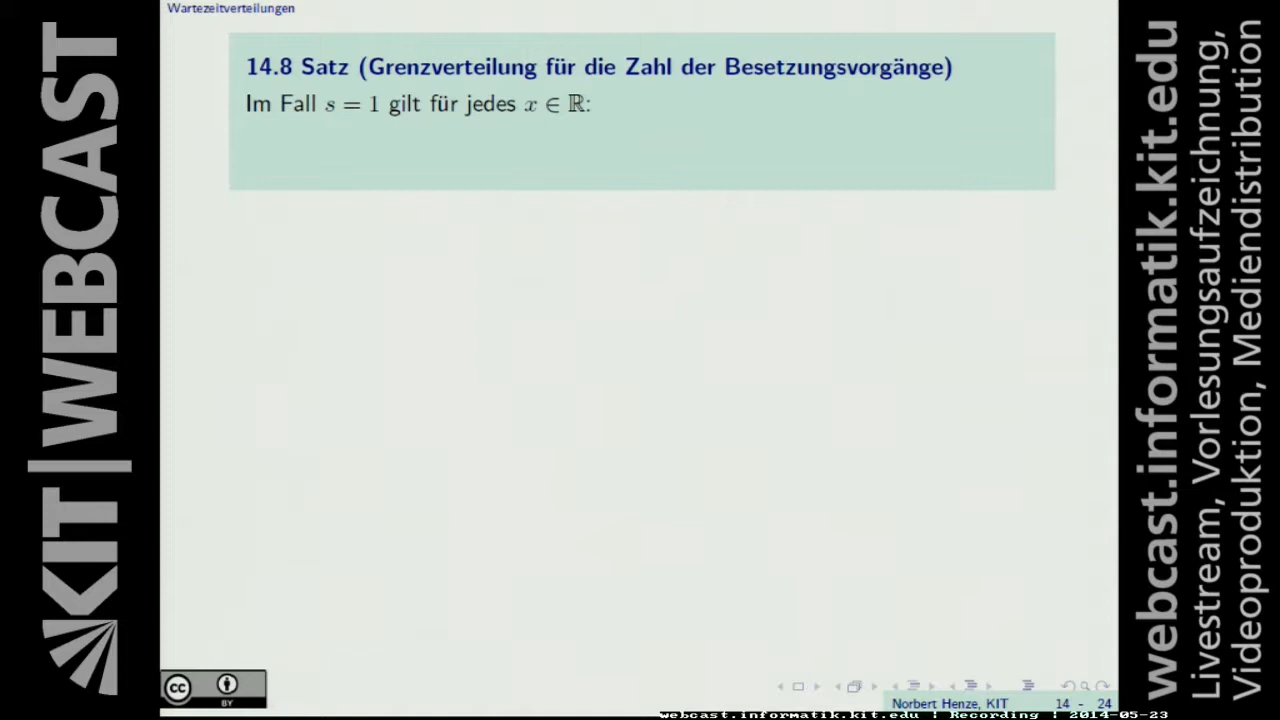 KIT | WEBCAST
Wartezeitverteilungen
14.8 Satz (Grenzverteilung für die Zahl der Besetzungsvorgänge)
Im Fall s = 1 gilt für jedes x ∈ ℝ:
cc
BY
Norbert Henze, KIT 14 - 24
webcast.informatik.kit.edu | Recording | 2014-05-23
webcast.informatik.kit.edu
Livestream, Vorlesungsaufzeichnung,
Videoproduktion, Mediendistribution